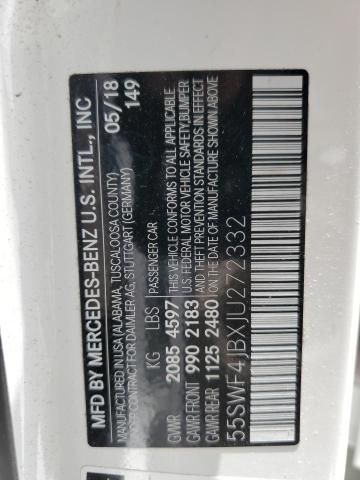 MFD BY MERCEDES-BENZ U.S. INTL., INC
FABRICATED IN USA (ALABAMA, TUSCALOOSA COUNTY)
UNDER CONTRACT FOR DAIMLER AG, STUTTGART (GERMANY)
05/18
149
KG LBS PASSENGER CAR
GVWR 2085 4597
GAWR FRONT 990 2183
GAWR REAR 1125 2480
THIS VEHICLE CONFORMS TO ALL APPLICABLE
U.S. FEDERAL MOTOR VEHICLE SAFETY, BUMPER
AND THEFT PREVENTION STANDARDS IN EFFECT
ON THE DATE OF MANUFACTURE SHOWN ABOVE
55SWF4JBXJU272332